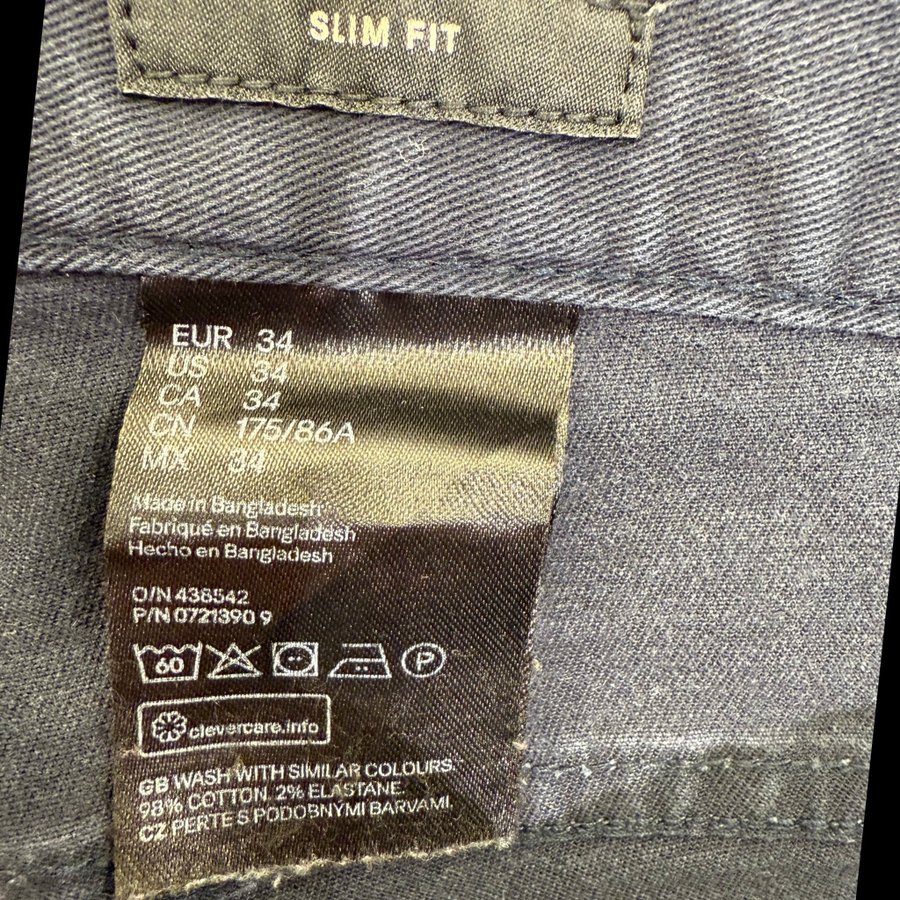 SLIM FIT
EUR 34
US 34
CA 34
CN 175/86A
MX 34
Made in Bangladesh
Fabriqué en Bangladesh
Hecho en Bangladesh
O/N 438542
P/N 0721390 9
60
P
clevercare.info
GB WASH WITH SIMILAR COLOURS.
98% COTTON. 2% ELASTANE.
CZ PERTE S PODOBNÝMI BARVAMI.